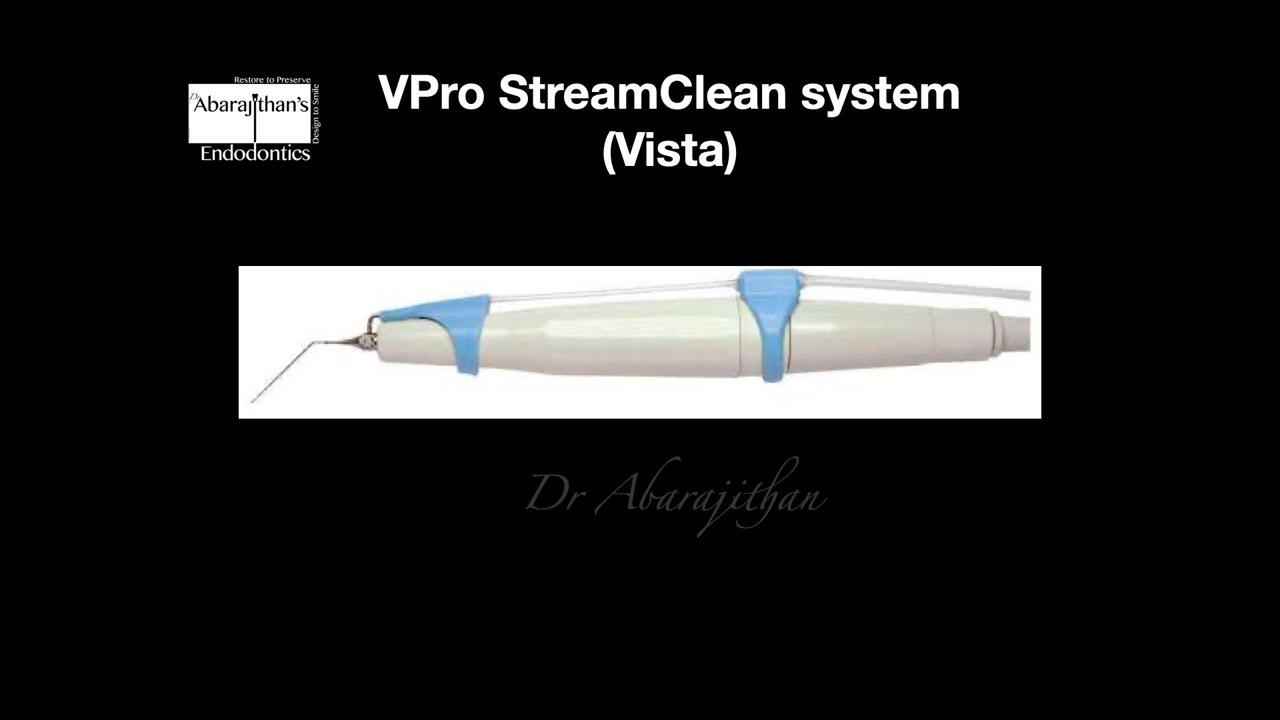 Restore to Preserve
Dr
Abarajithan's
Design to Smile
Endodontics
VPro StreamClean system
(Vista)
Dr Abarajithan